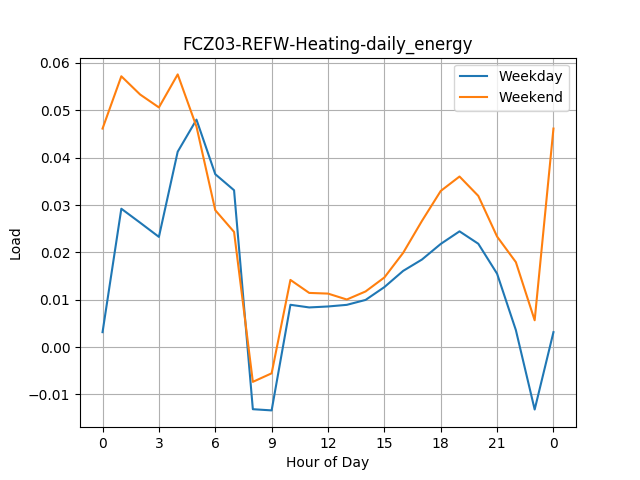 FCZ03-REFW-Heating-daily_energy
Weekday
Weekend
0.06
0.05
0.04
0.03
0.02
0.01
0.00
−0.01
Load
0 3 6 9 12 15 18 21 0
Hour of Day